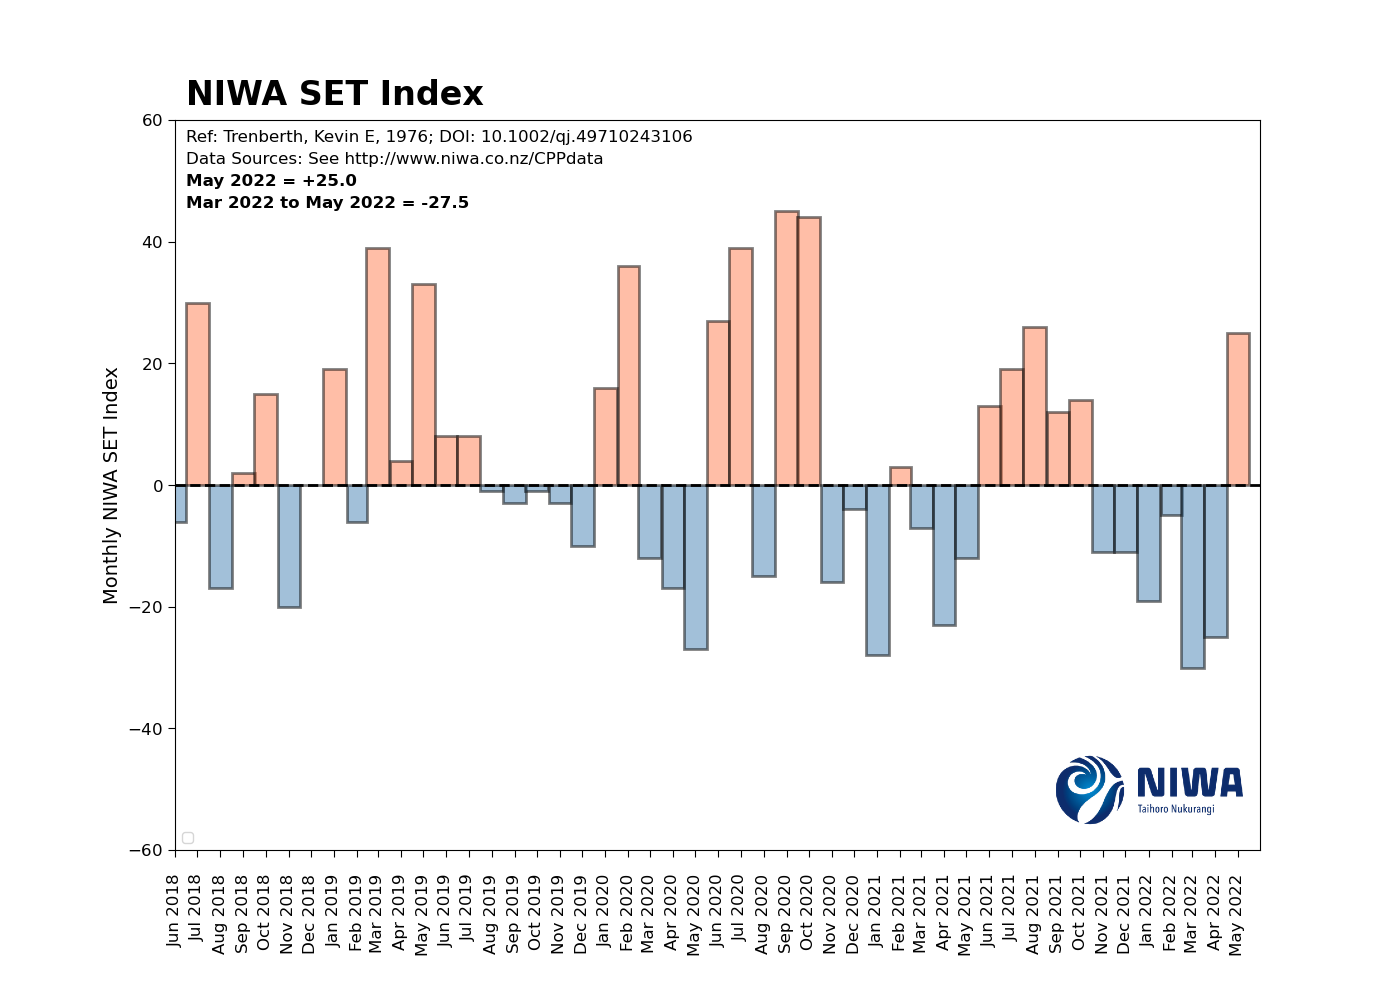 NIWA SET Index
Ref: Trenberth, Kevin E, 1976; DOI: 10.1002/qj.49710243106
Data Sources: See http://www.niwa.co.nz/CPPdata
May 2022 = +25.0
Mar 2022 to May 2022 = -27.5
60
40
20
0
−20
−40
−60
Monthly NIWA SET Index
NIWA
Taihoro Nukurangi
Jun 2018
Jul 2018
Aug 2018
Sep 2018
Oct 2018
Nov 2018
Dec 2018
Jan 2019
Feb 2019
Mar 2019
Apr 2019
May 2019
Jun 2019
Jul 2019
Aug 2019
Sep 2019
Oct 2019
Nov 2019
Dec 2019
Jan 2020
Feb 2020
Mar 2020
Apr 2020
May 2020
Jun 2020
Jul 2020
Aug 2020
Sep 2020
Oct 2020
Nov 2020
Dec 2020
Jan 2021
Feb 2021
Mar 2021
Apr 2021
May 2021
Jun 2021
Jul 2021
Aug 2021
Sep 2021
Oct 2021
Nov 2021
Dec 2021
Jan 2022
Feb 2022
Mar 2022
Apr 2022
May 2022